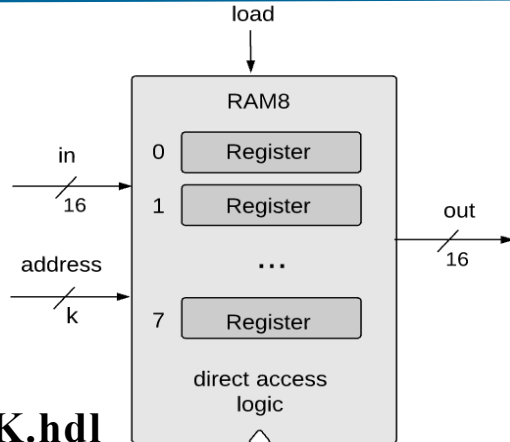 load
RAM8
0 Register
in
16
1 Register
out
16
address
k
...
7 Register
direct access
logic
K.hdl